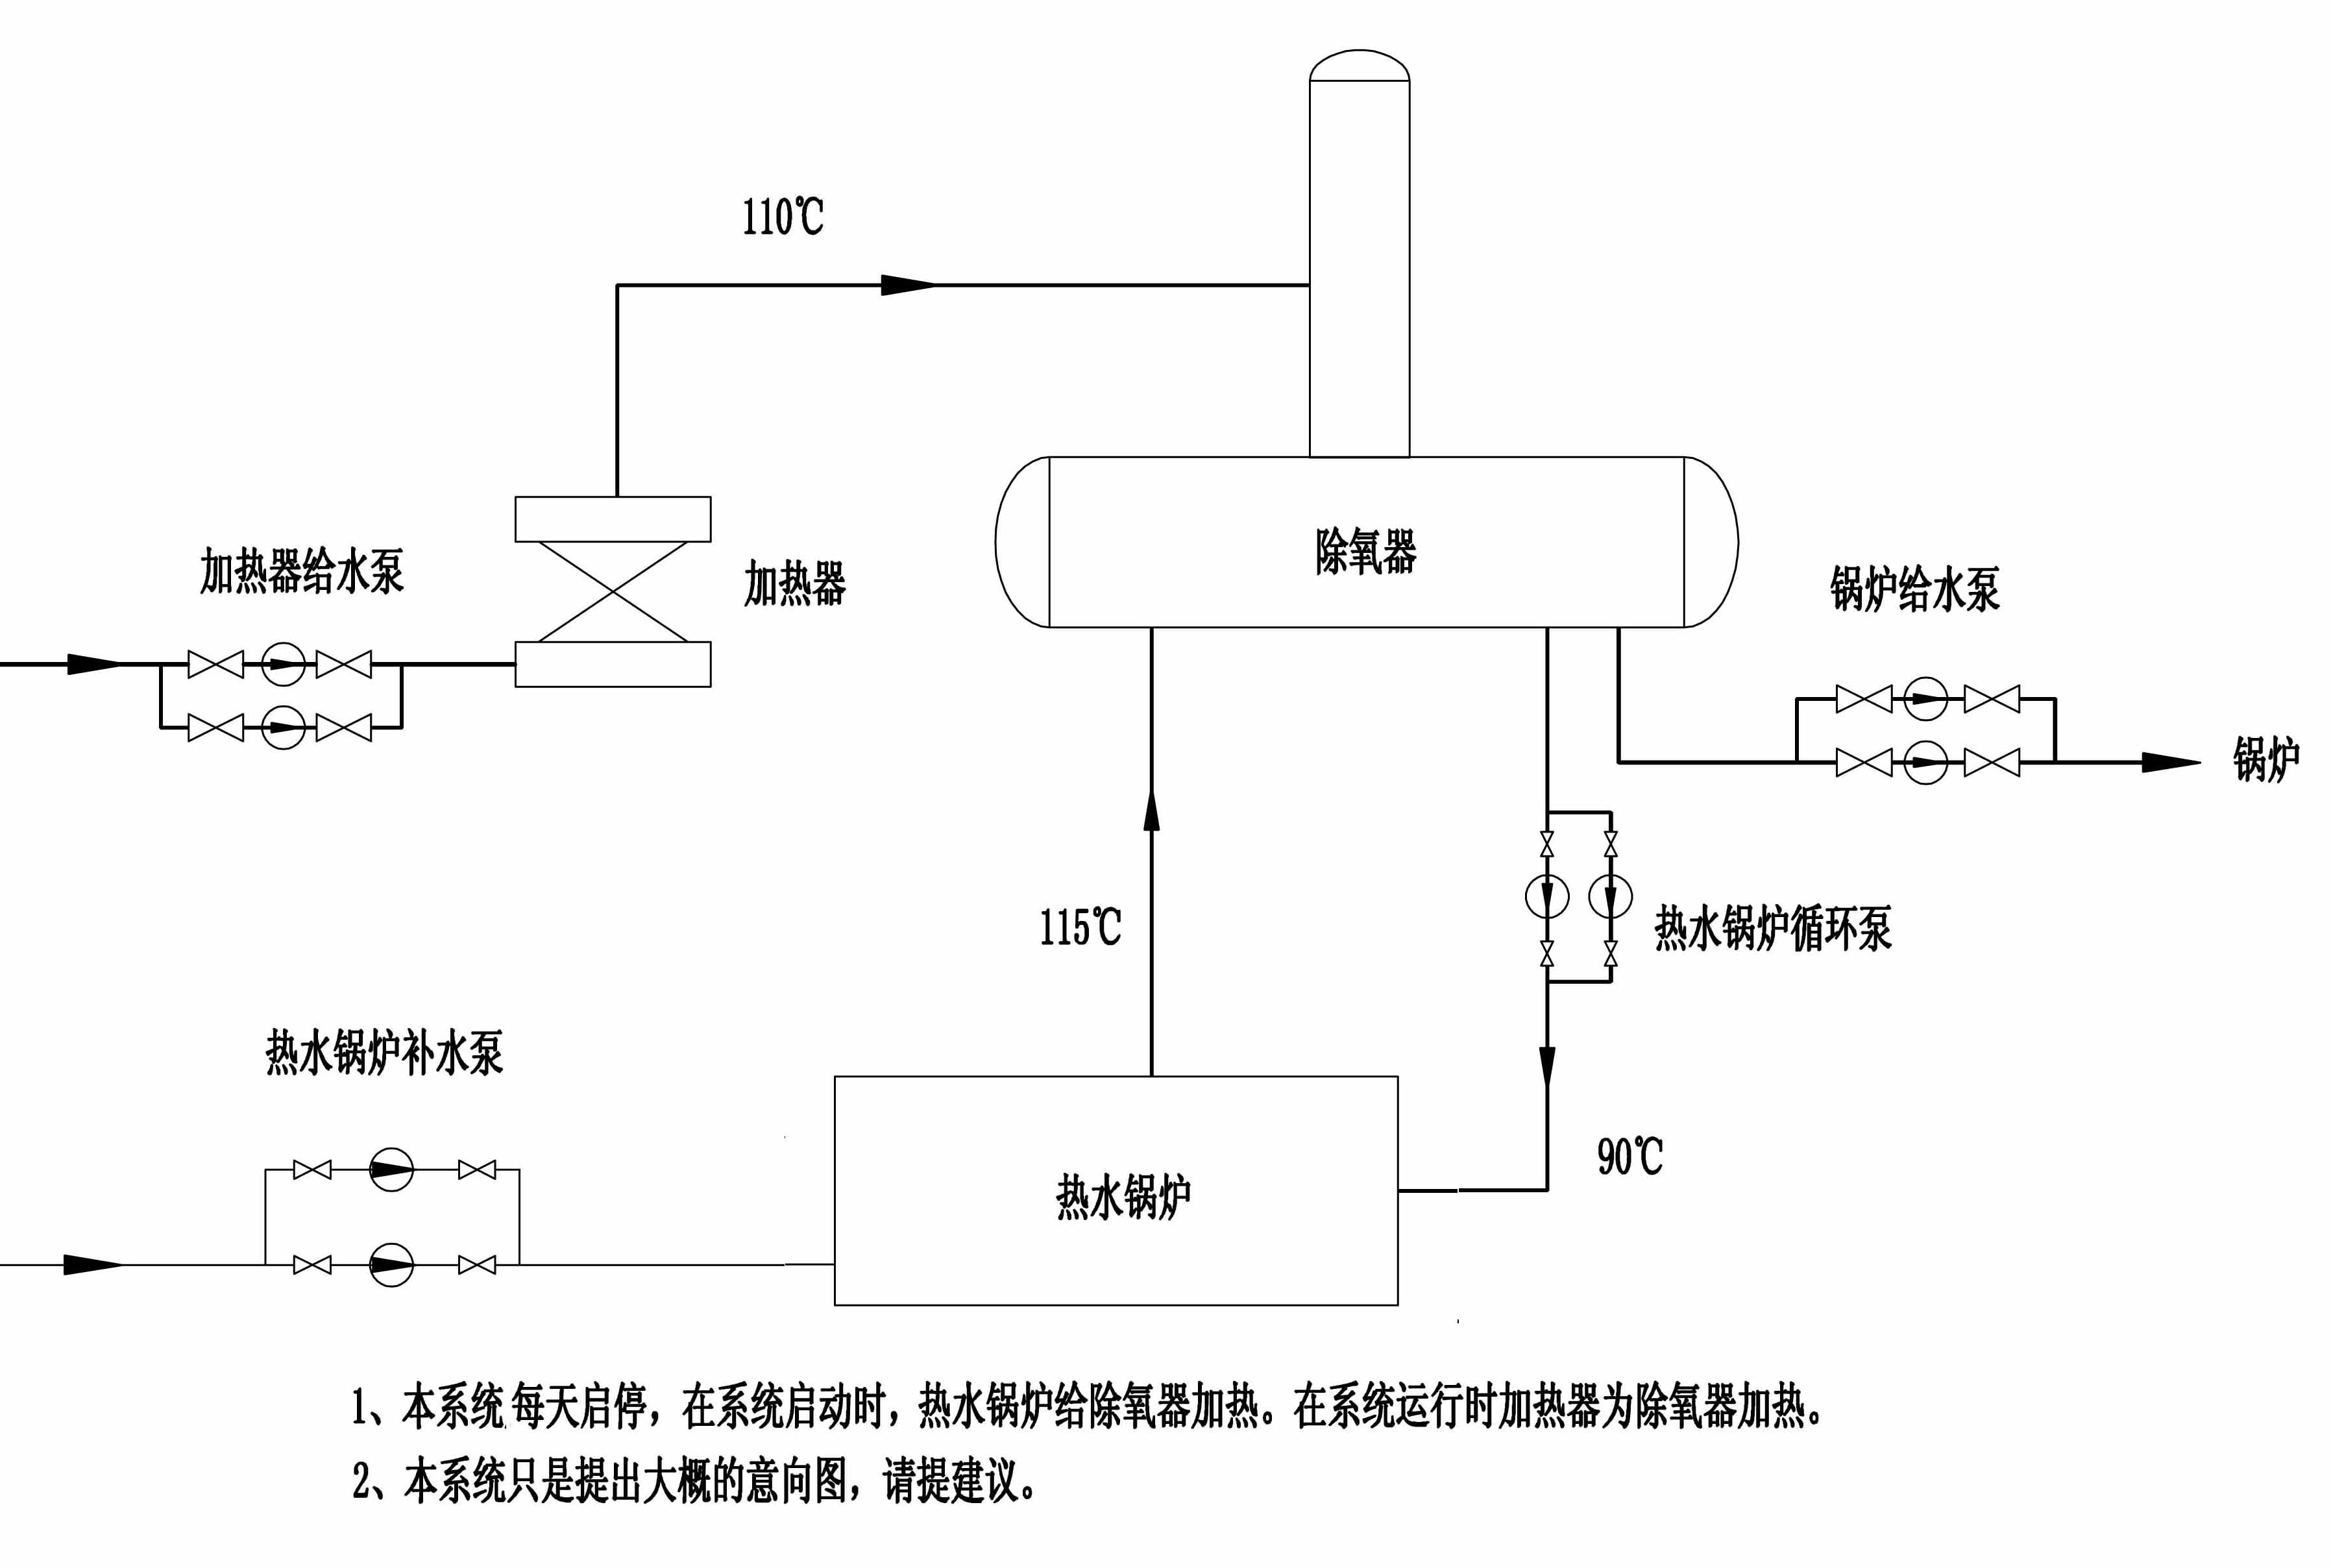 110℃
加热器给水泵
加热器
除氧器
锅炉给水泵
锅炉
115℃
热水锅炉循环泵
热水锅炉补水泵
90℃
热水锅炉
1、本系统每天启停，在系统启动时，热水锅炉给除氧器加热。在系统运行时加热器为除氧器加热。
2、本系统只是提出大概的意向图，请提建议。